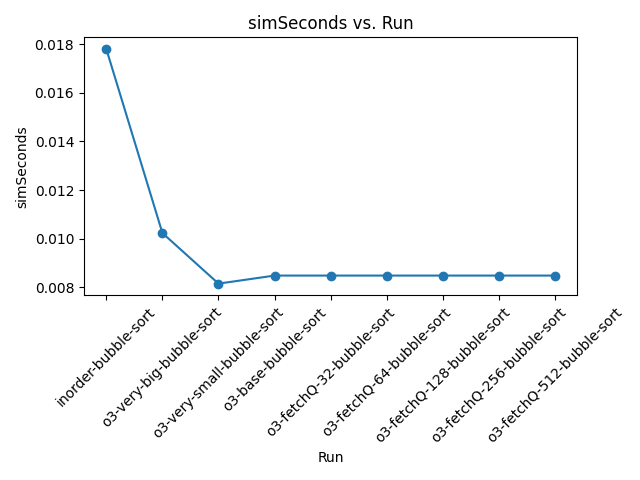 simSeconds vs. Run
simSeconds
0.018
0.016
0.014
0.012
0.010
0.008
inorder-bubble-sort
o3-very-big-bubble-sort
o3-very-small-bubble-sort
o3-base-bubble-sort
o3-fetchQ-32-bubble-sort
o3-fetchQ-64-bubble-sort
o3-fetchQ-128-bubble-sort
o3-fetchQ-256-bubble-sort
o3-fetchQ-512-bubble-sort
Run